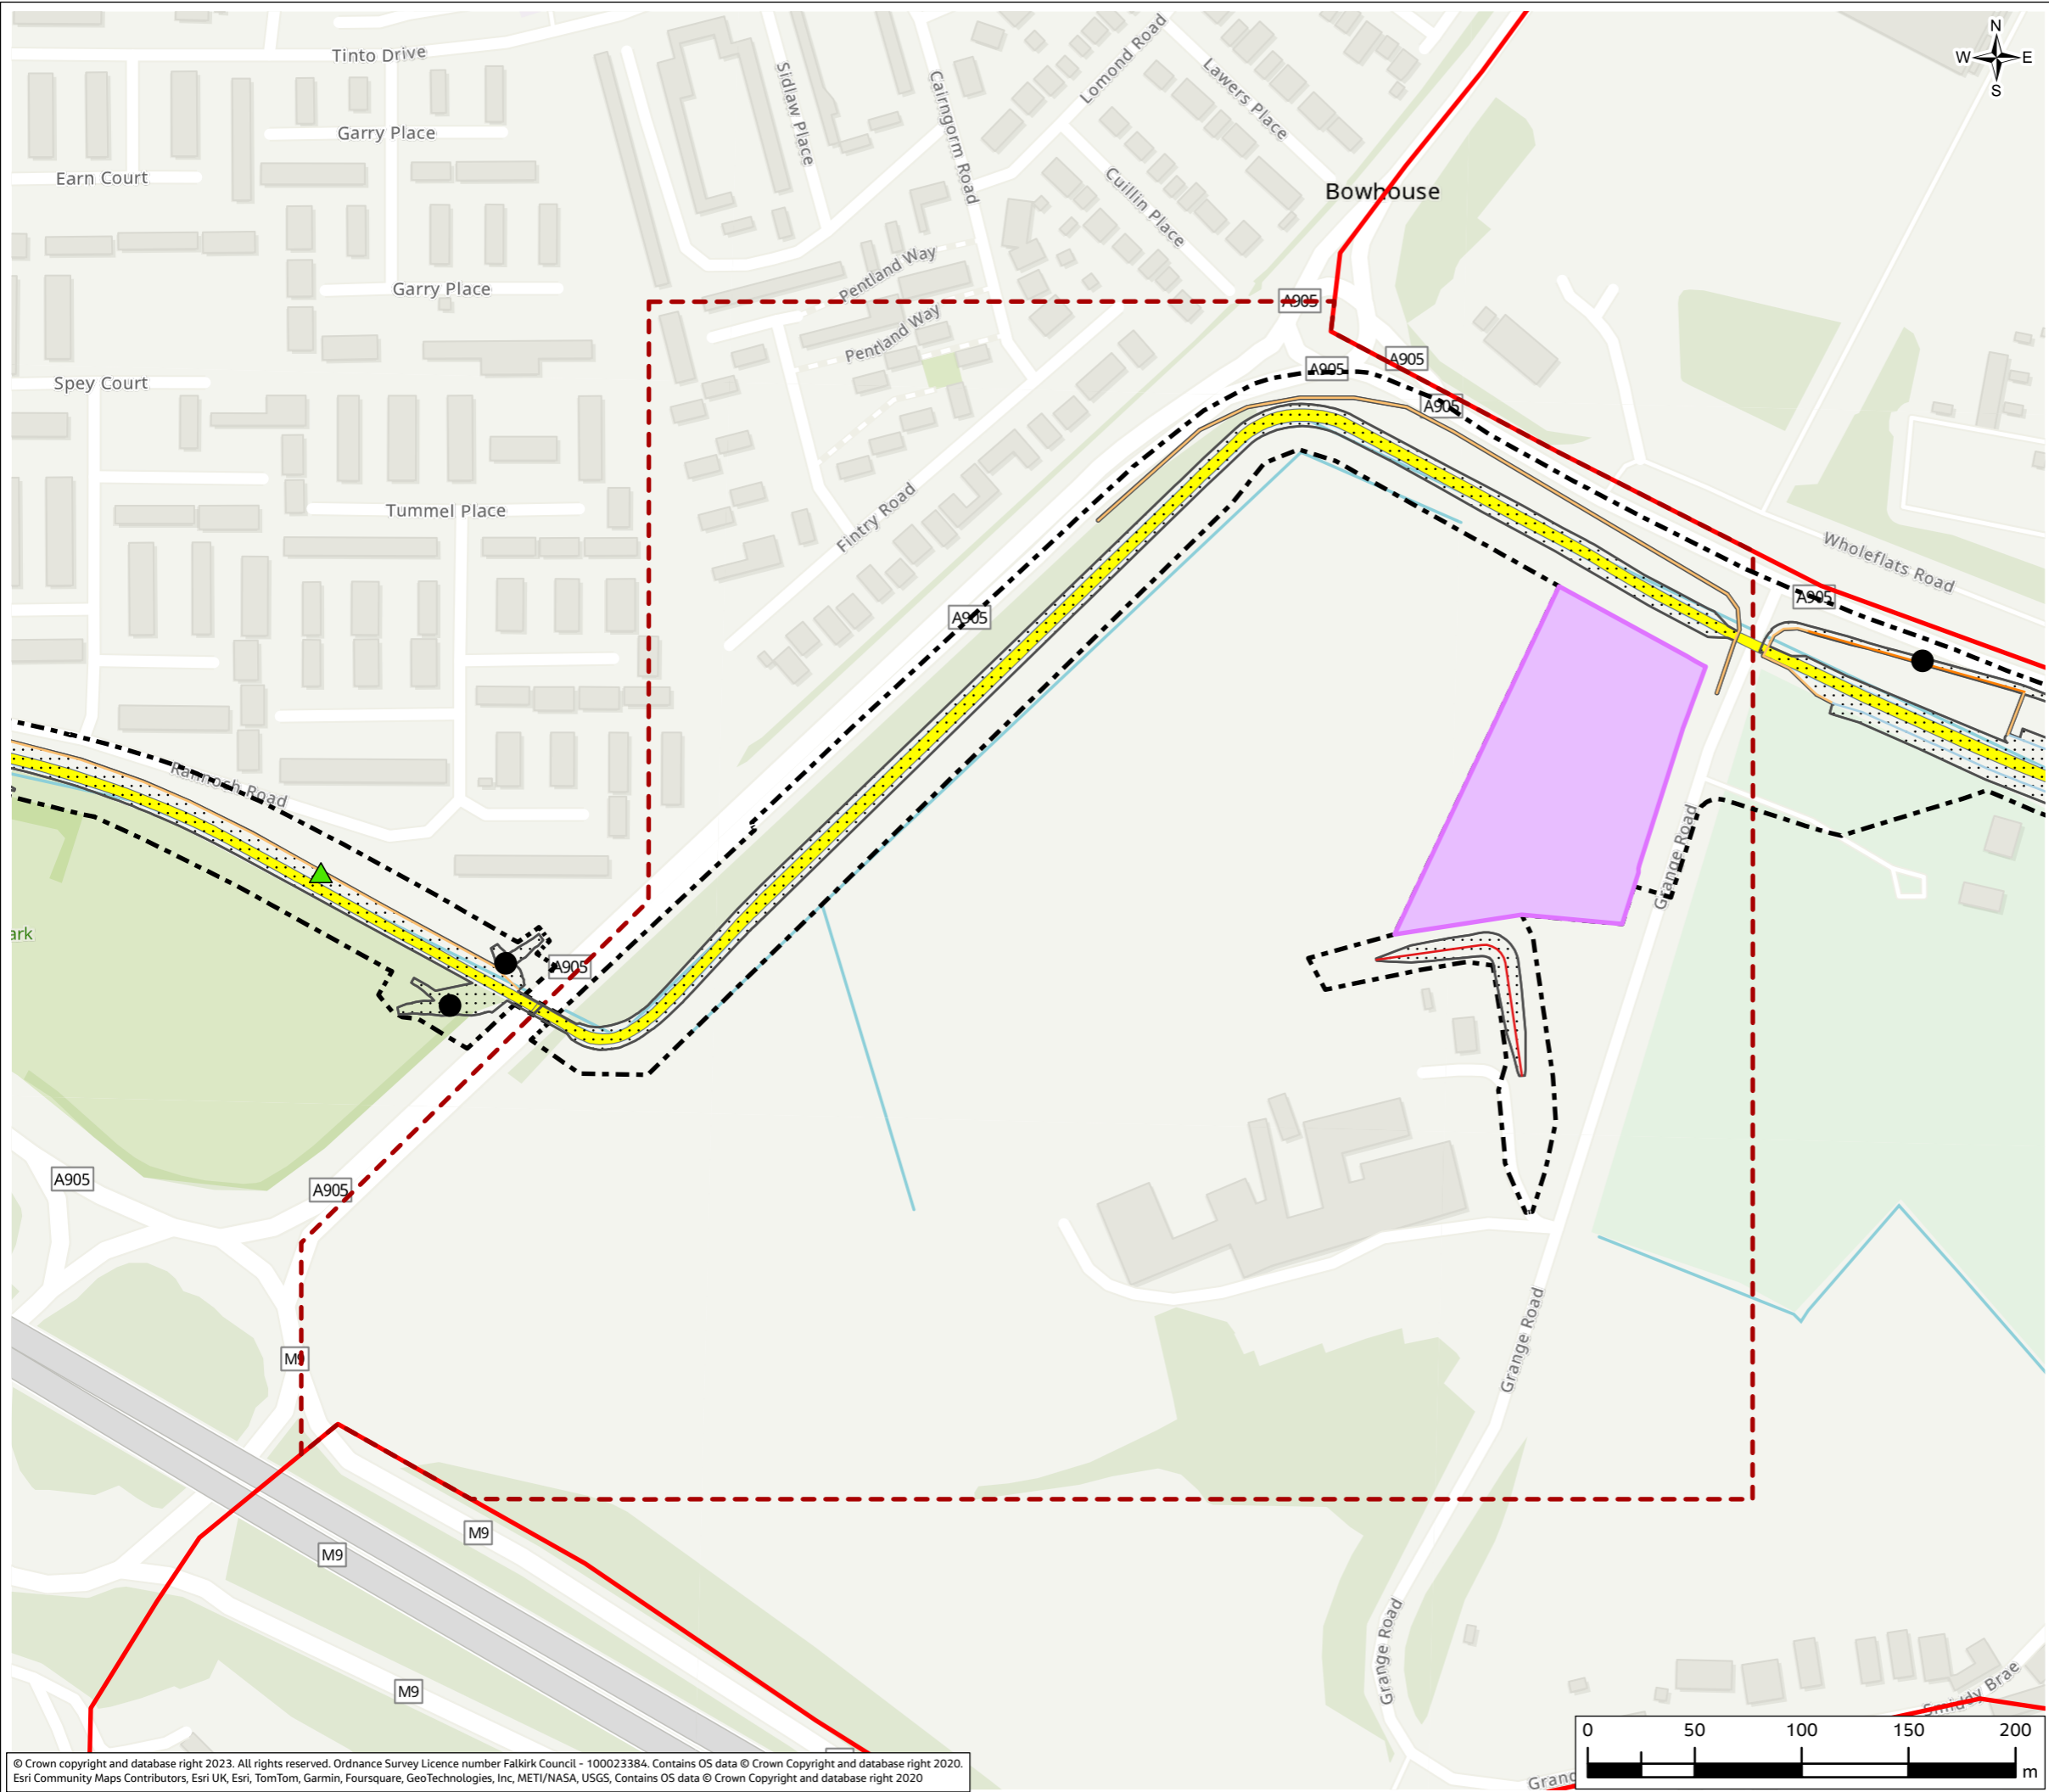 N
W E
S
Tinto Drive
Sidlaw Place
Cairngorm Road
Lomond Road
Lawers Place
Garry Place
Earn Court
Cuillin Place
Bowhouse
Pentland Way
Garry Place
A905
Pentland Way
A905
A905
Spey Court
A905
Tummel Place
Fintry Road
Wholeflats Road
A905
A905
Rannoch Road
Grange Road
ark
A905
A905
A905
Grange Road
M9
M9
M9
Grange Road
M9
Smiddy Brae
Grang
0 50 100 150 200
m
© Crown copyright and database right 2023. All rights reserved. Ordnance Survey Licence number Falkirk Council - 100023384. Contains OS data © Crown Copyright and database right 2020.
Esri Community Maps Contributors, Esri UK, Esri, TomTom, Garmin, Foursquare, GeoTechnologies, Inc, METI/NASA, USGS, Contains OS data © Crown Copyright and database right 2020